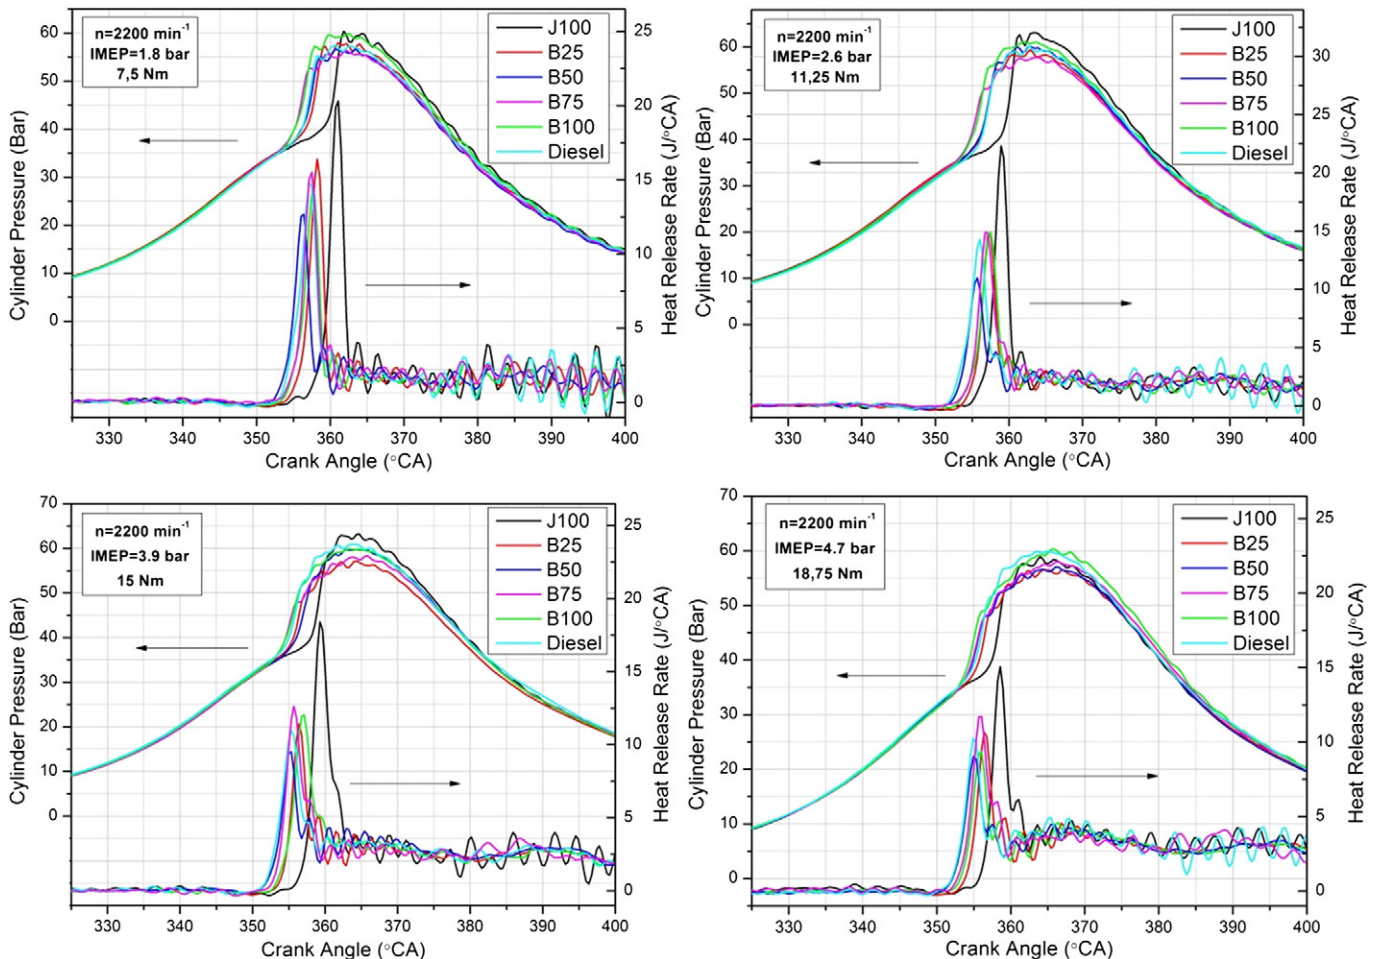 n=2200 min⁻¹
IMEP=1.8 bar
7,5 Nm
J100
B25
B50
B75
B100
Diesel
60
50
40
30
20
10
0
25
20
15
10
5
0
330 340 350 360 370 380 390 400
Cylinder Pressure (Bar)
Heat Release Rate (J/°CA)
Crank Angle (°CA)
n=2200 min⁻¹
IMEP=2.6 bar
11,25 Nm
J100
B25
B50
B75
B100
Diesel
60
50
40
30
20
10
0
30
25
20
15
10
5
0
330 340 350 360 370 380 390 400
Cylinder Pressure (Bar)
Heat Release Rate (J/°CA)
Crank Angle (°CA)
n=2200 min⁻¹
IMEP=3.9 bar
15 Nm
J100
B25
B50
B75
B100
Diesel
70
60
50
40
30
20
10
0
25
20
15
10
5
0
330 340 350 360 370 380 390 400
Cylinder Pressure (Bar)
Heat Release Rate (J/°CA)
Crank Angle (°CA)
n=2200 min⁻¹
IMEP=4.7 bar
18,75 Nm
J100
B25
B50
B75
B100
Diesel
70
60
50
40
30
20
10
0
25
20
15
10
5
0
330 340 350 360 370 380 390 400
Cylinder Pressure (Bar)
Heat Release Rate (J/°CA)
Crank Angle (°CA)